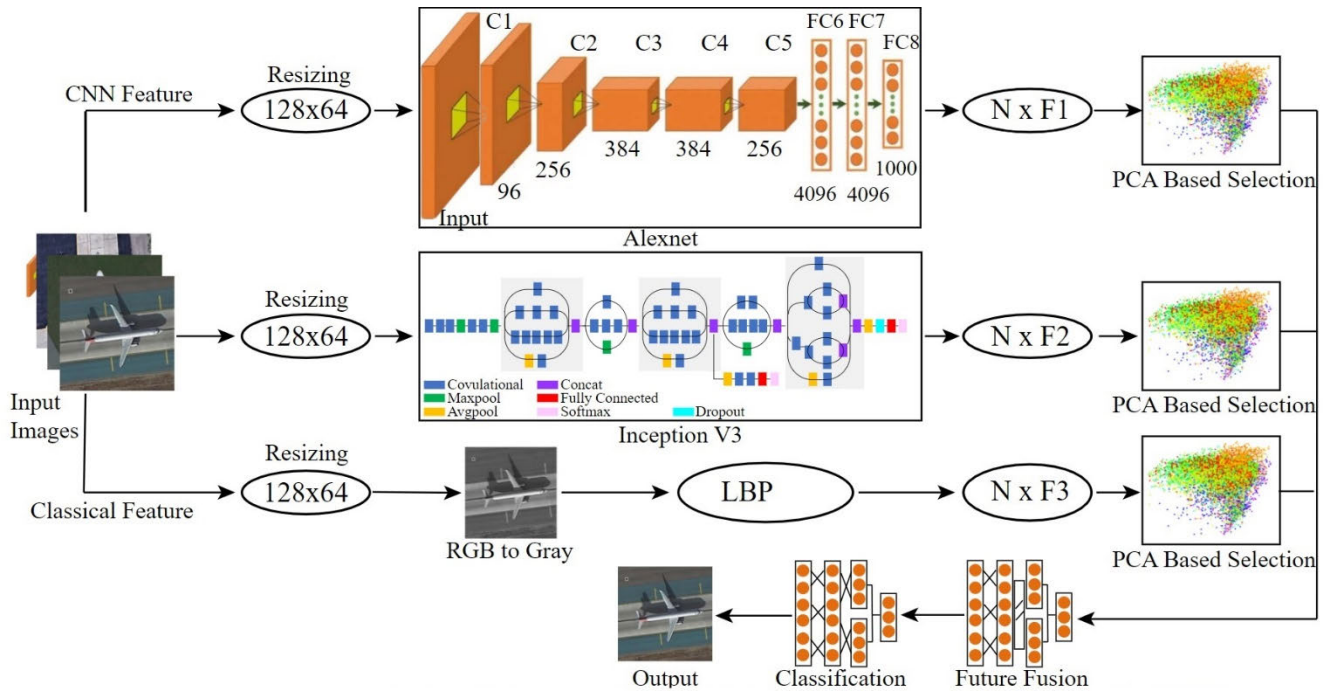 CNN Feature
Resizing
128x64
C1
C2
C3
C4
C5
FC6
FC7
FC8
Input
96
256
384
384
256
4096
4096
1000
Alexnet
N x F1
PCA Based Selection
Input
Images
Resizing
128x64
Covulational
Maxpool
Avgpool
Concat
Fully Connected
Softmax
Dropout
Inception V3
N x F2
PCA Based Selection
Classical Feature
Resizing
128x64
RGB to Gray
LBP
N x F3
PCA Based Selection
Output
Classification
Future Fusion